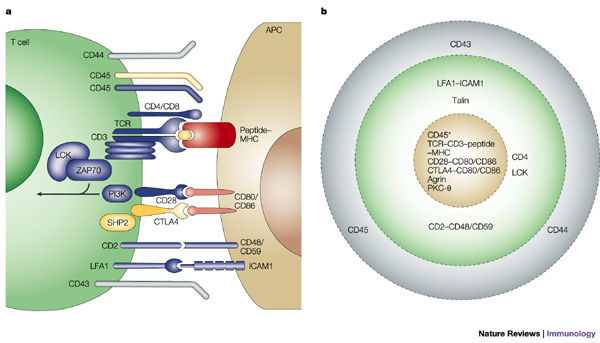 a
T cell
APC
CD44
CD45
CD45
CD4/CD8
TCR
CD3
Peptide–
MHC
LCK
ZAP70
PI3K
CD28
CD80/
CD86
SHP2
CTLA4
CD2
CD48/
CD59
LFA1
ICAM1
CD43
b
CD43
LFA1–ICAM1
Talin
CD45*
TCR–CD3–peptide
–MHC
CD28–CD80/CD86
CTLA4–CD80/CD86
Agrin
PKC-θ
CD4
LCK
CD2–CD48/CD59
CD45
CD44
Nature Reviews | Immunology